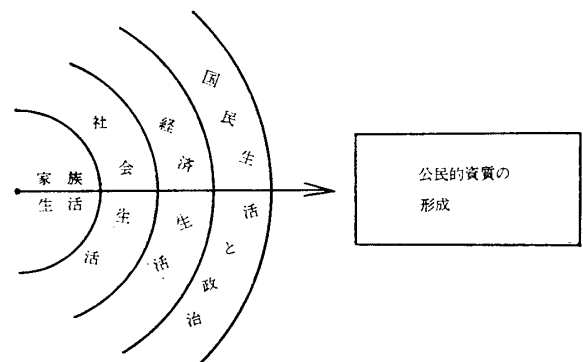 家族
生活
社会生活
経済生活
国民生活と政治
公民的資質の
形成